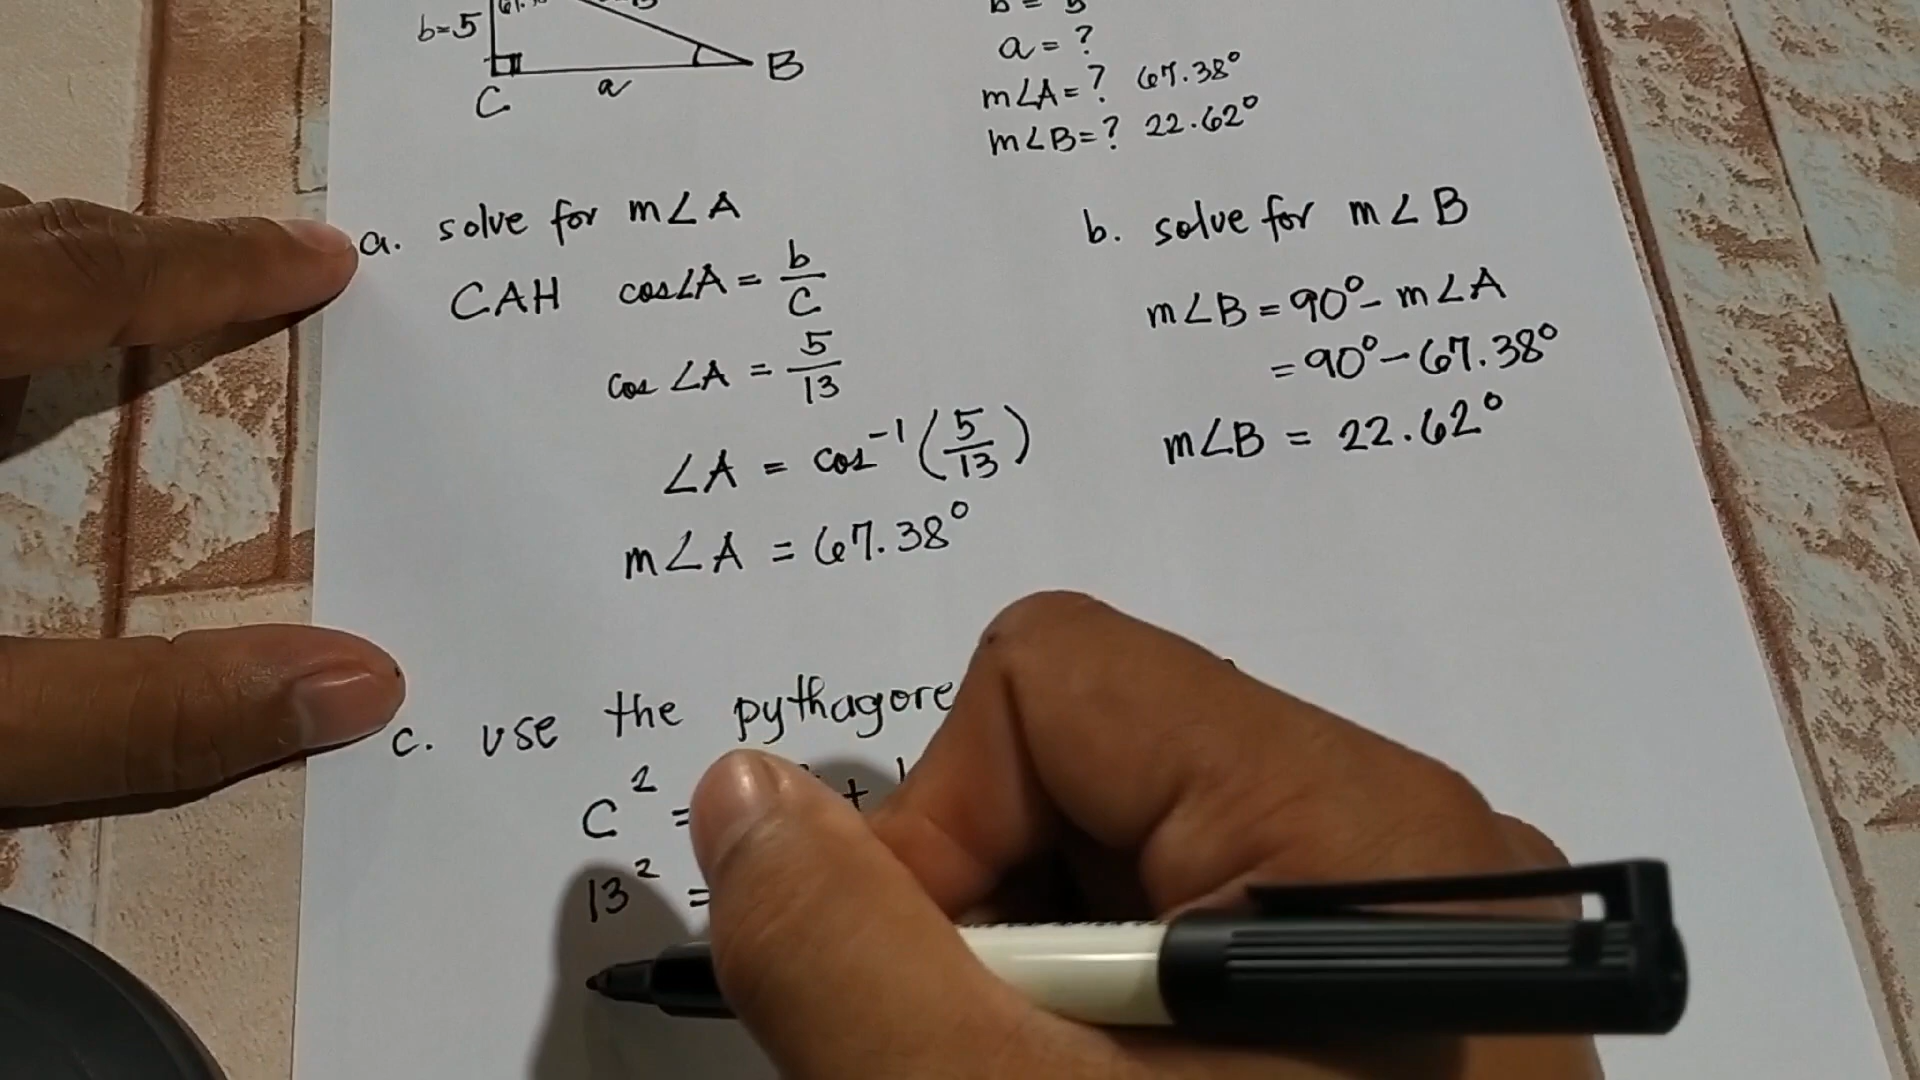 b=5
B
a
C
a = ?
m∠A = ? 67.38°
m∠B = ? 22.62°
a. solve for m∠A
CAH cos∠A = b/c
cos ∠A = 5/13
∠A = cos⁻¹(5/13)
m∠A = 67.38°
b. solve for m∠B
m∠B = 90° - m∠A
= 90° - 67.38°
m∠B = 22.62°
c. use the
c² =
13² =